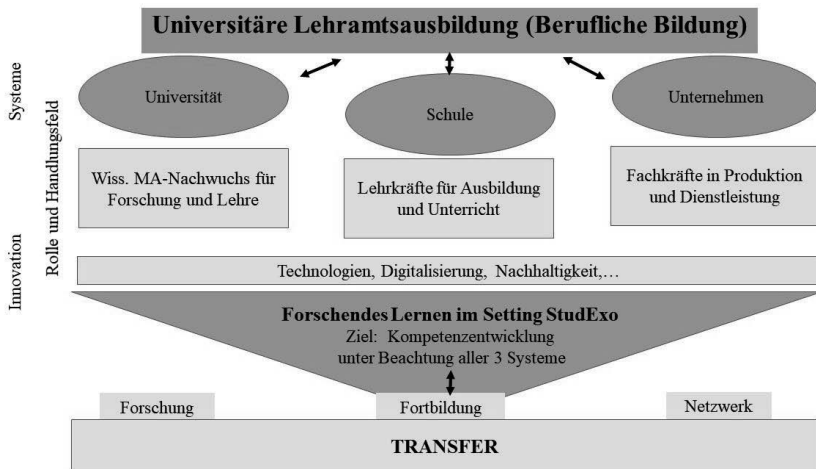 Universitäre Lehramtsausbildung (Berufliche Bildung)
Systeme
Universität
Schule
Unternehmen
Rolle und Handlungsfeld
Wiss. MA-Nachwuchs für
Forschung und Lehre
Lehrkräfte für Ausbildung
und Unterricht
Fachkräfte in Produktion
und Dienstleistung
Innovation
Technologien, Digitalisierung, Nachhaltigkeit,…
Forschendes Lernen im Setting StudExo
Ziel: Kompetenzentwicklung
unter Beachtung aller 3 Systeme
Forschung
Fortbildung
Netzwerk
TRANSFER